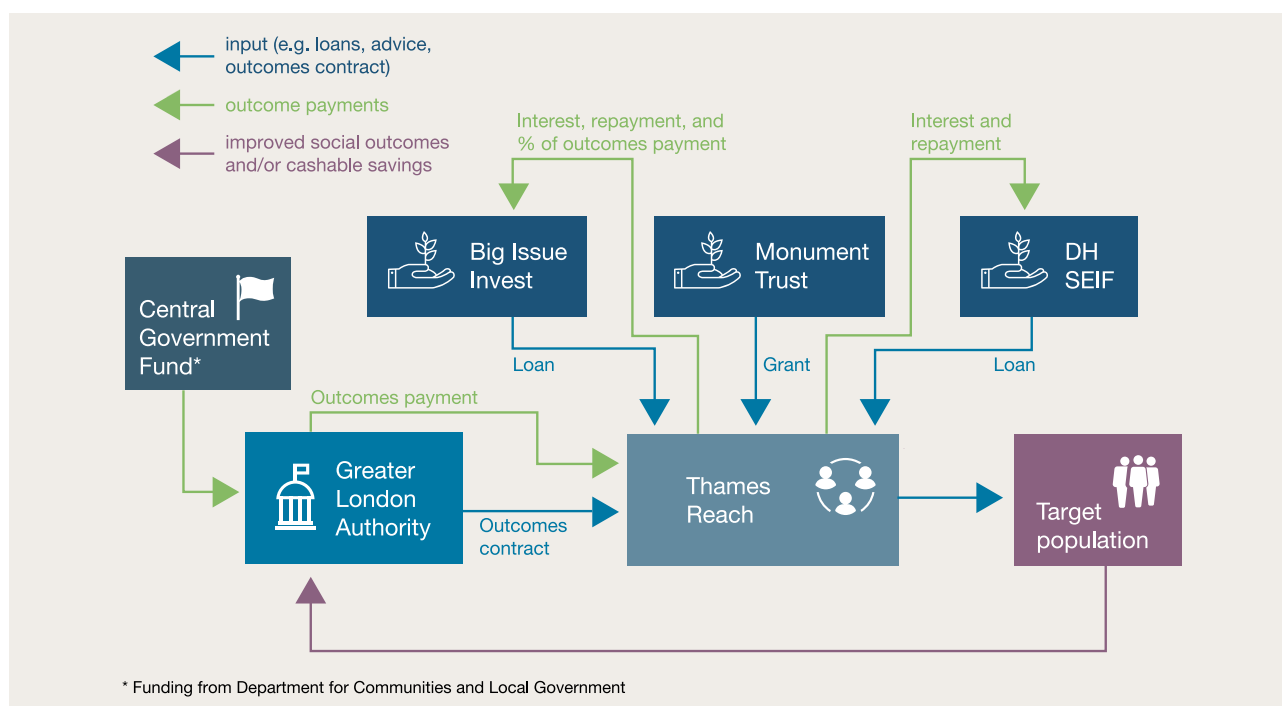 input (e.g. loans, advice,
outcomes contract)
outcome payments
improved social outcomes
and/or cashable savings
Interest, repayment, and
% of outcomes payment
Interest and
repayment
Big Issue
Invest
Monument
Trust
DH
SEIF
Central
Government
Fund*
Loan
Grant
Loan
Outcomes payment
Greater
London
Authority
Outcomes
contract
Thames
Reach
Target
population
* Funding from Department for Communities and Local Government